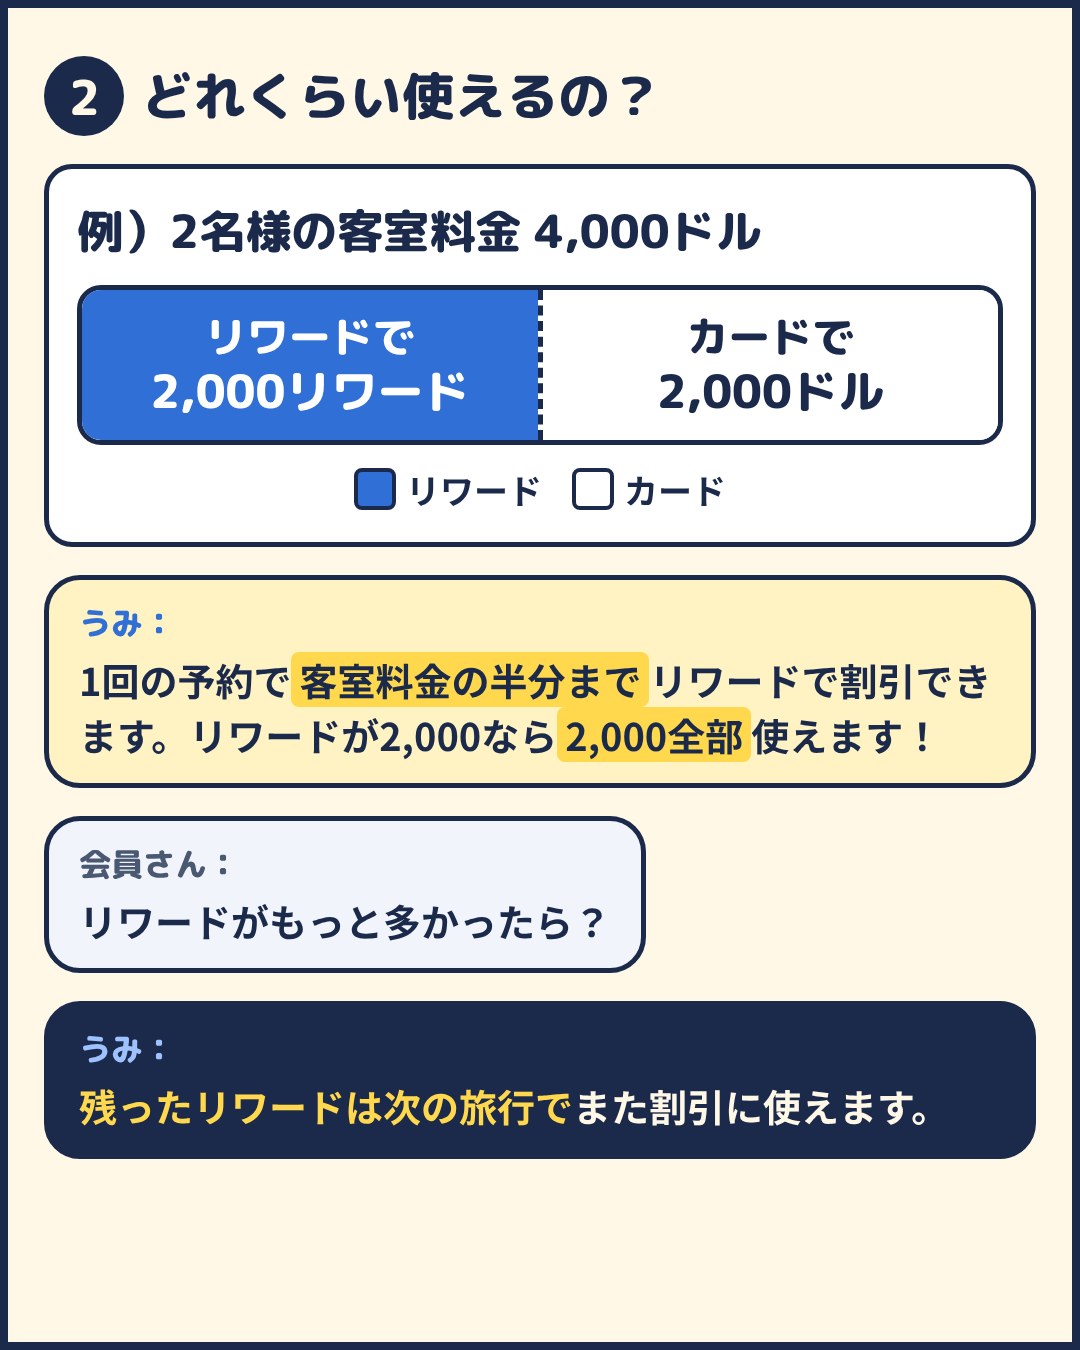 2 どれくらい使えるの？
例）2名様の客室料金 4,000ドル
リワードで
2,000リワード
カードで
2,000ドル
リワード カード
うみ：
1回の予約で客室料金の半分までリワードで割引でき
ます。リワードが2,000なら2,000全部使えます！
会員さん：
リワードがもっと多かったら？
うみ：
残ったリワードは次の旅行でまた割引に使えます。